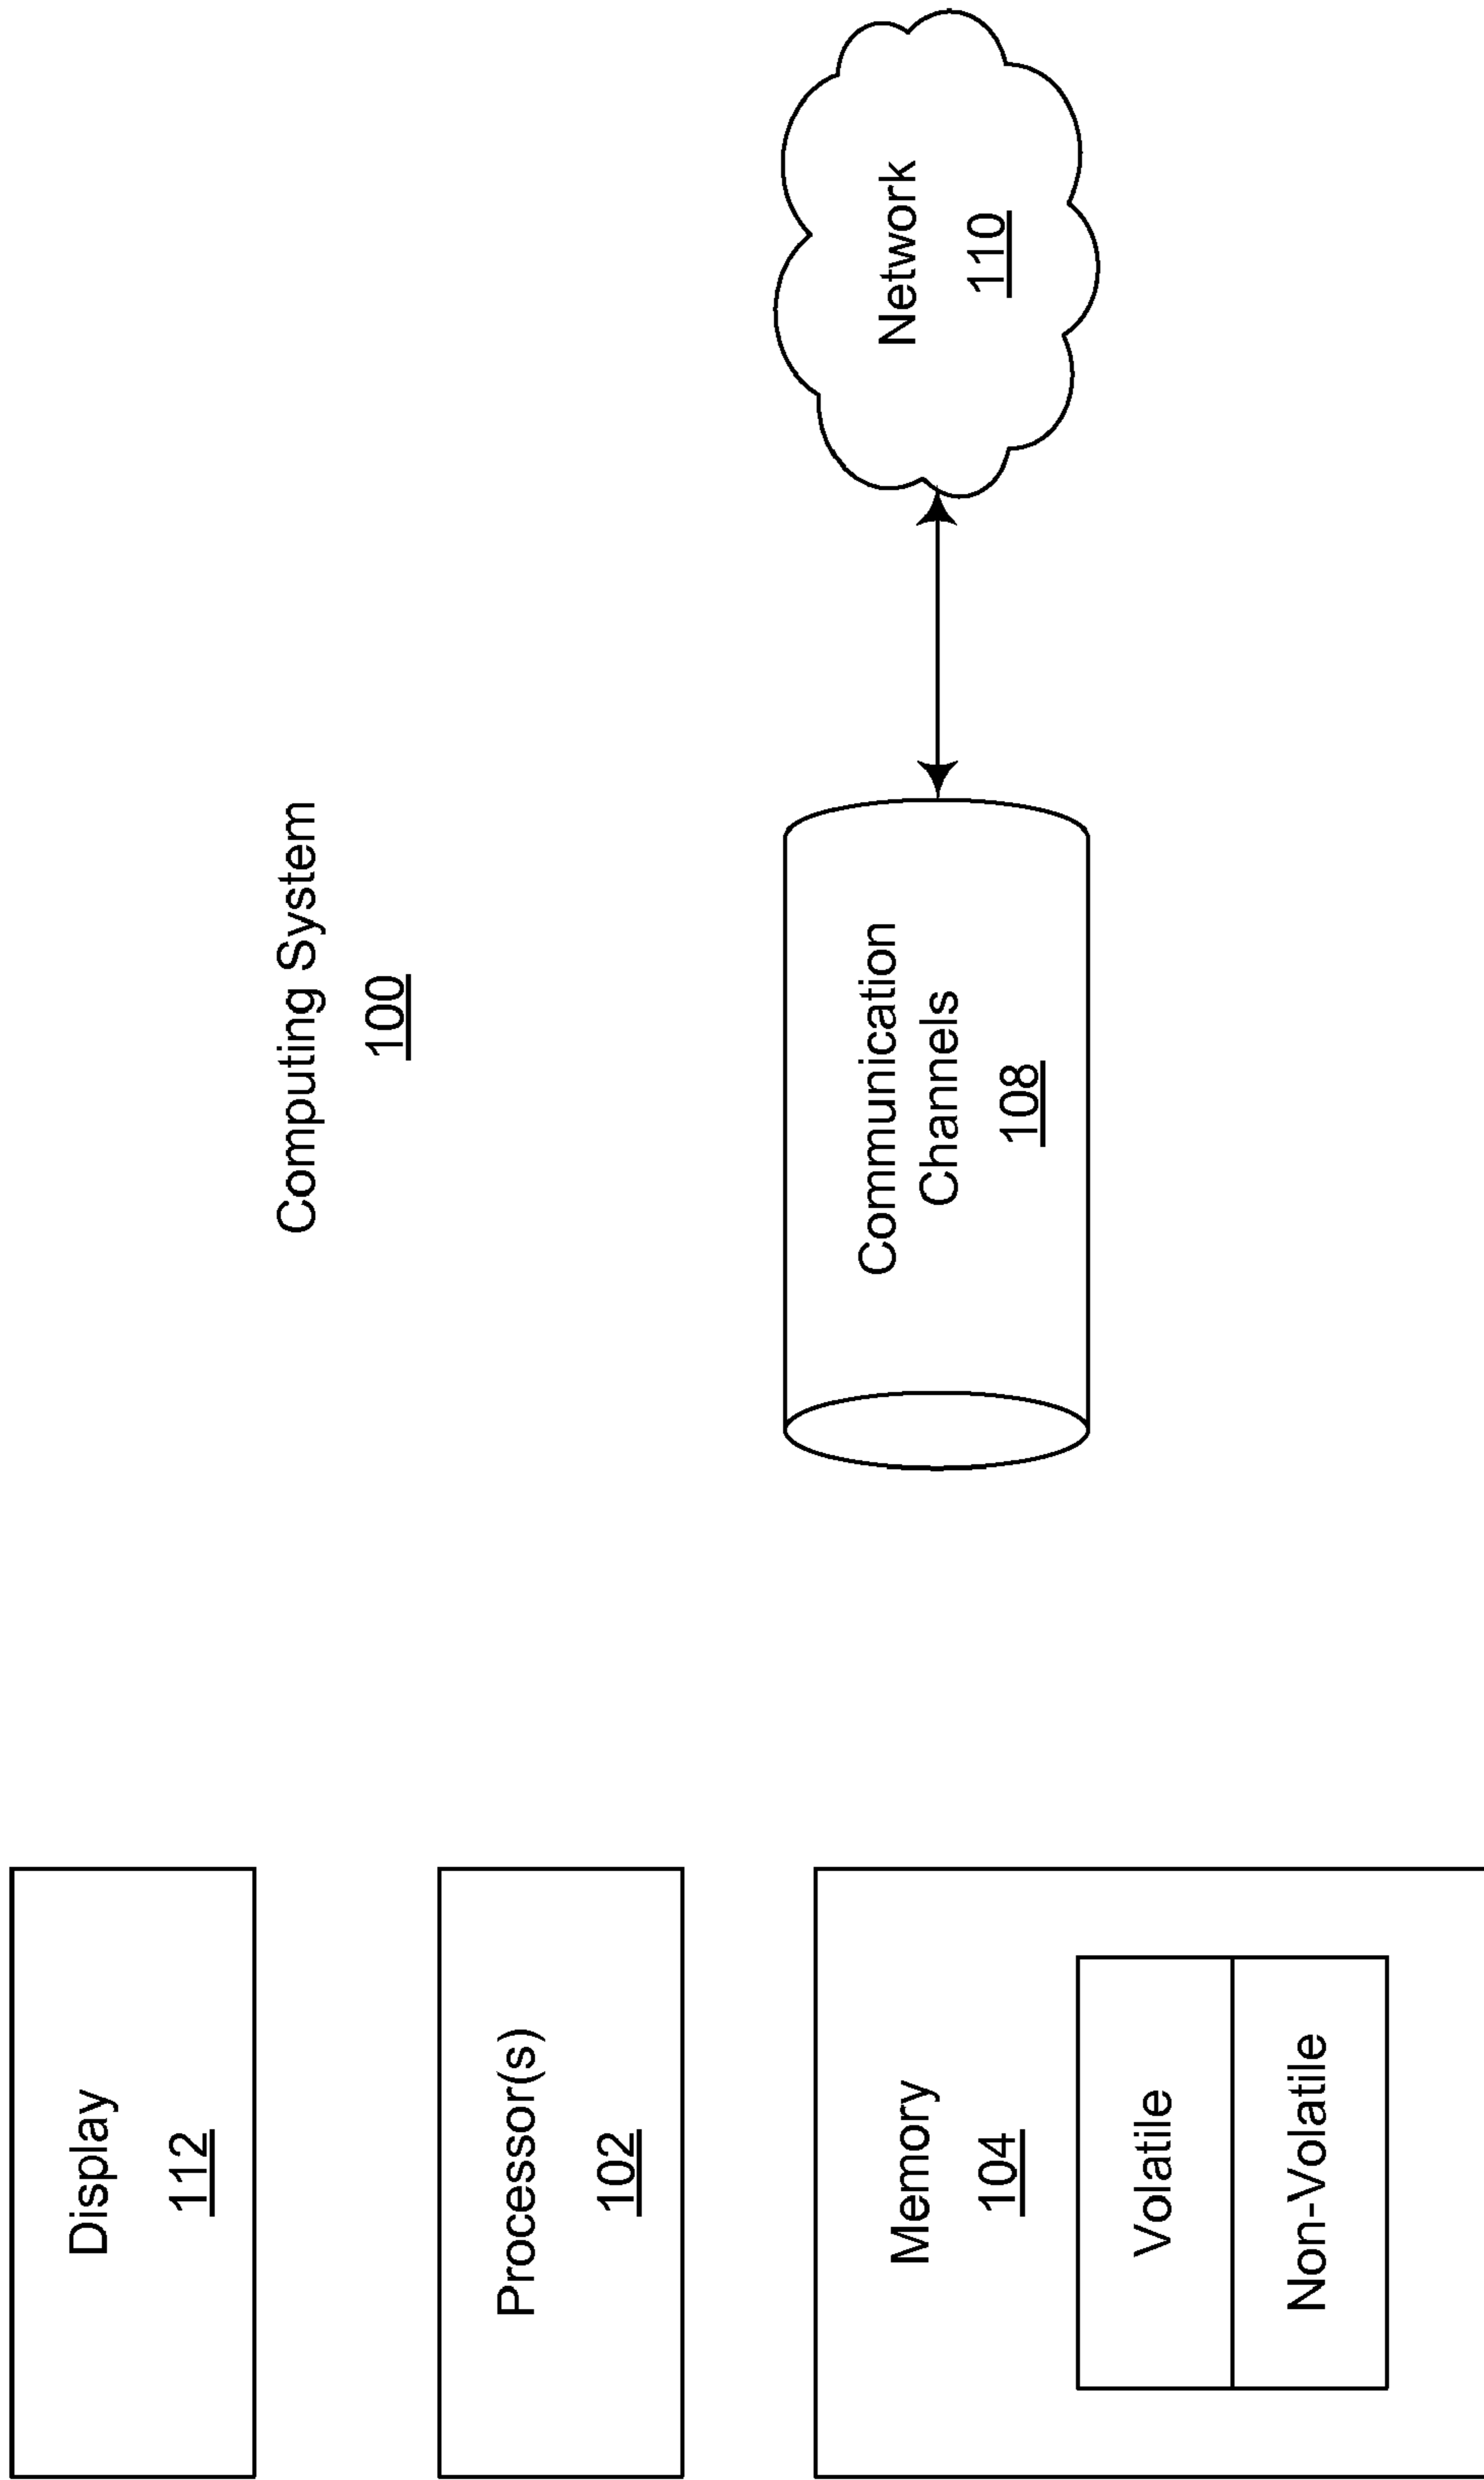 Computing System
100
Display
112
Processor(s)
102
Memory
104
Volatile
Non-Volatile
Communication
Channels
108
Network
110